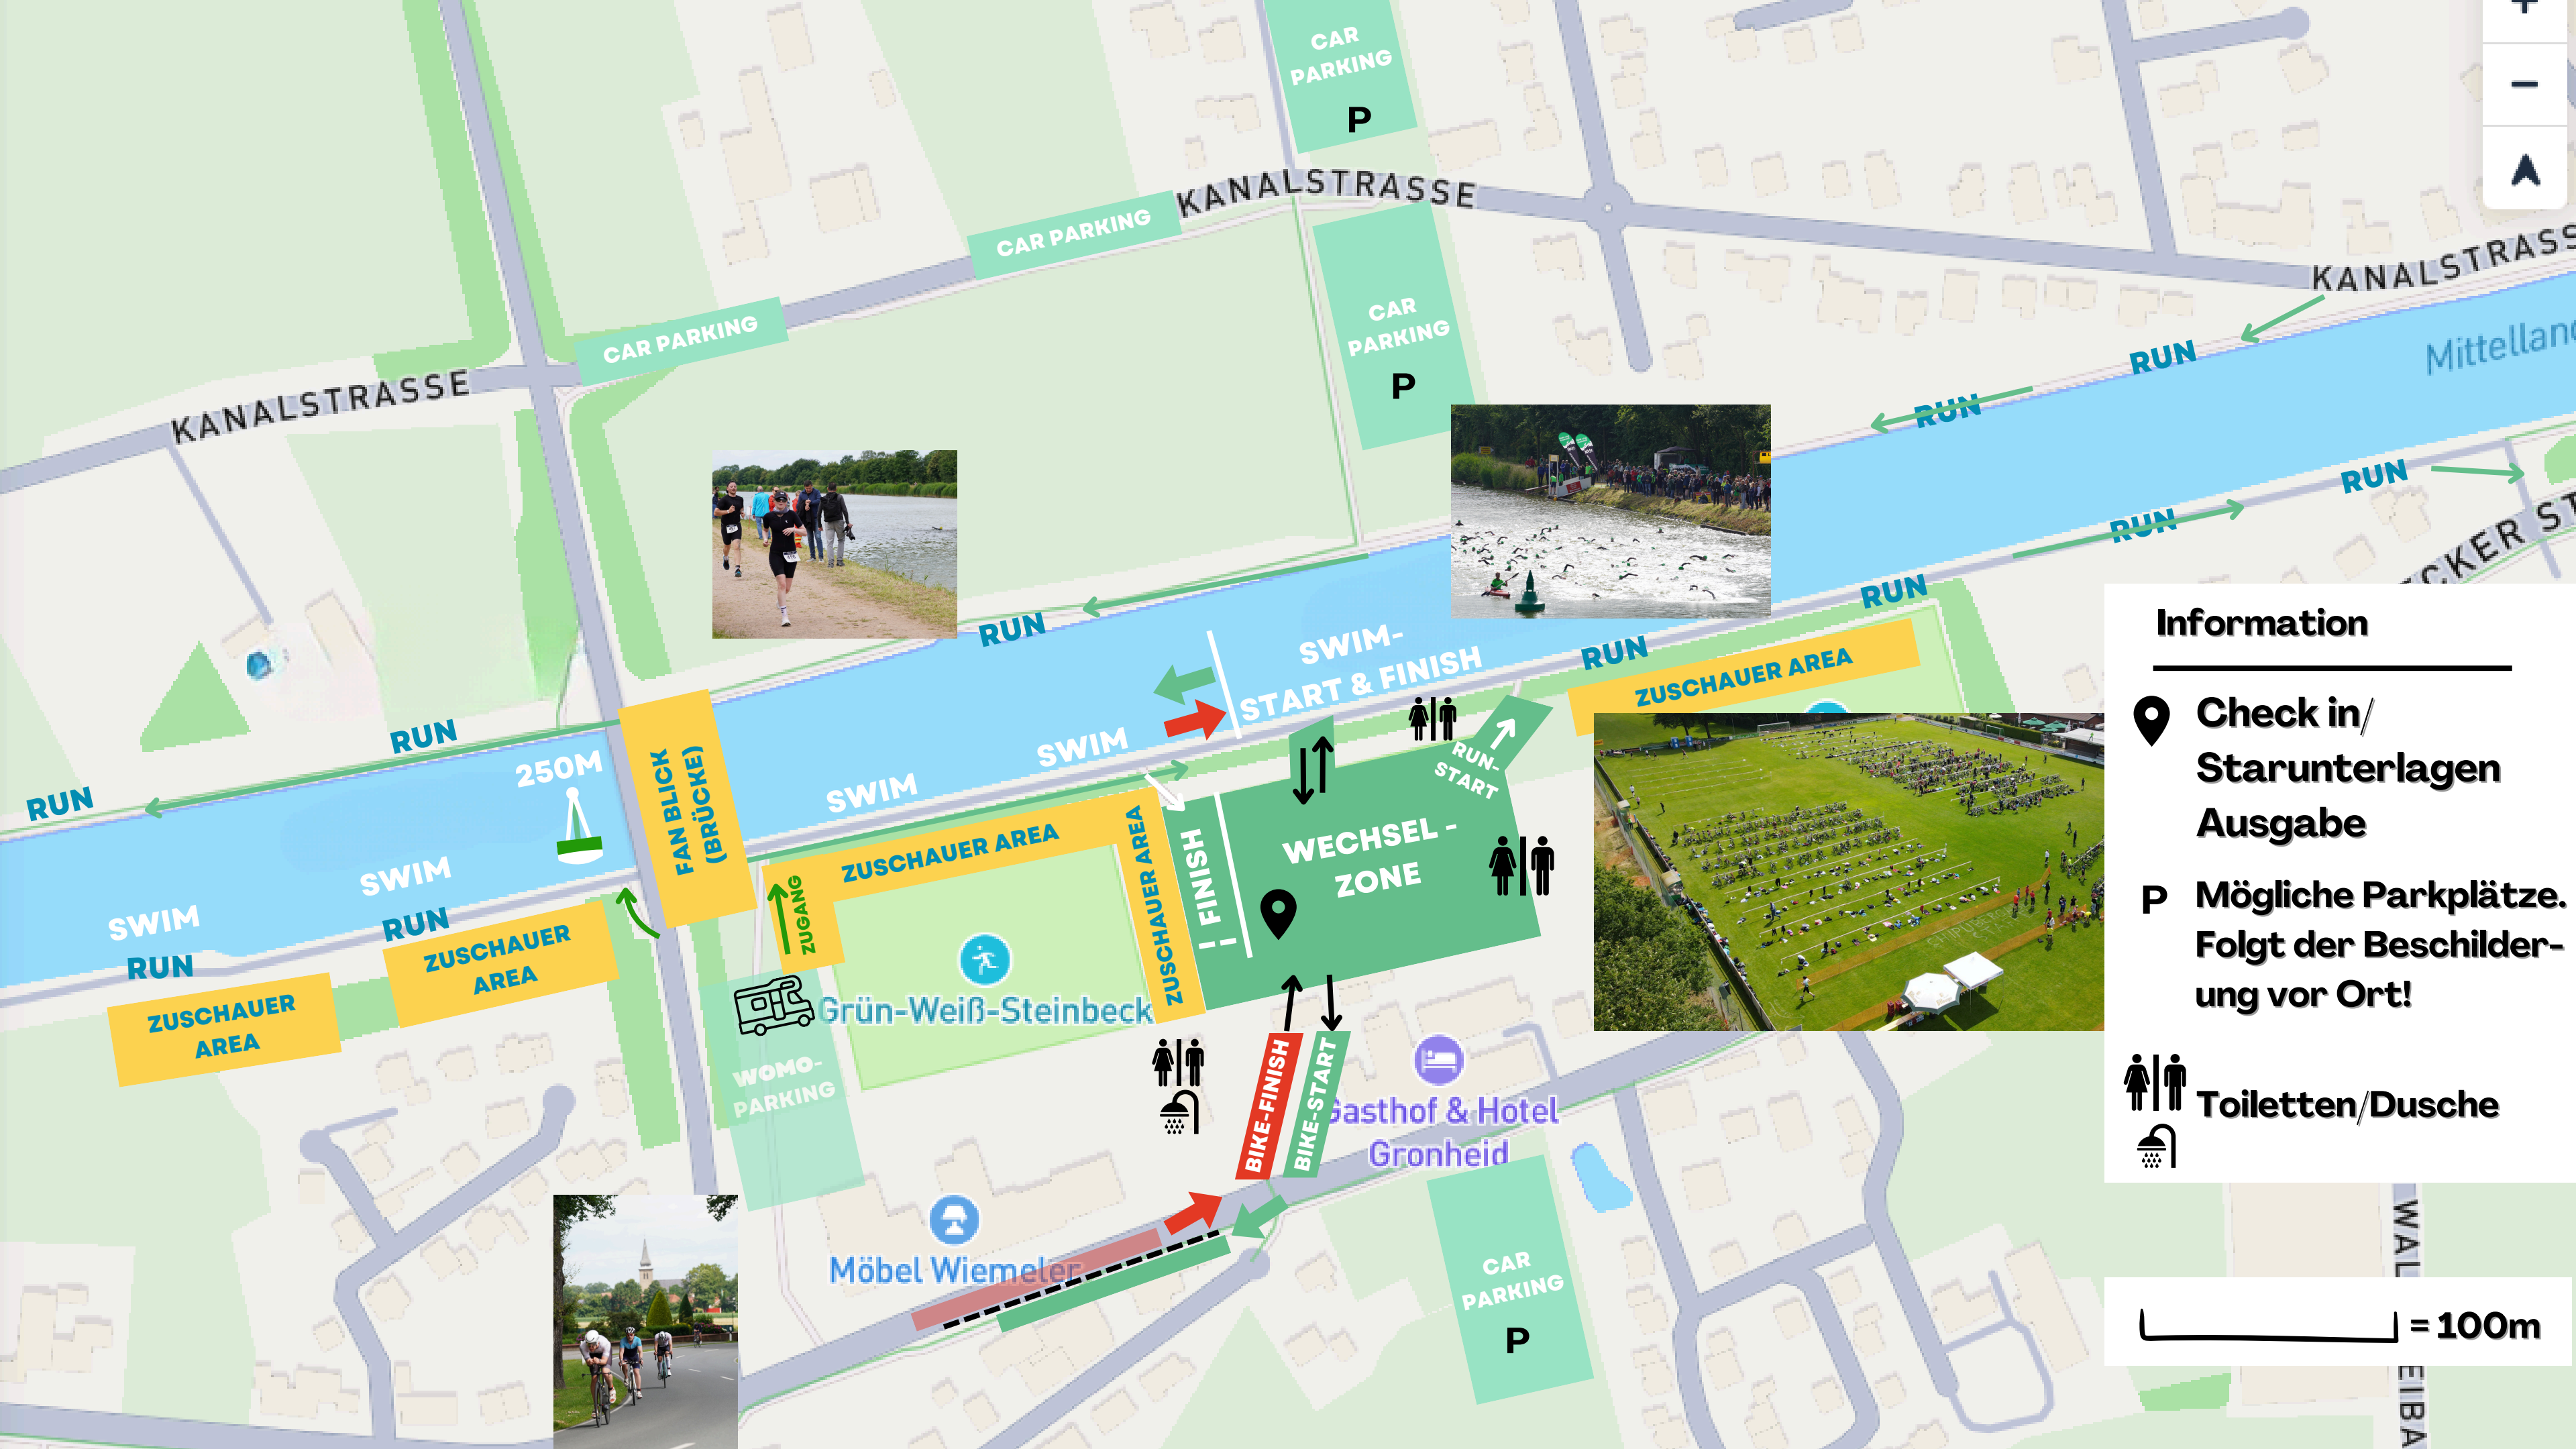 CAR
PARKING
P
KANALSTRASSE
CAR PARKING
CAR PARKING
KANALSTRASSE
KANALSTRASS
CAR
PARKING
P
Mittelland
RUN
RUN
RUN
RUN
RUN
RUN
RUN
RUN
RUN
SWIM-
START & FINISH
SWIM
SWIM
250M
SWIM
SWIM
RUN
RUN
ZUSCHAUER AREA
FAN BLICK
(BRÜCKE)
ZUSCHAUER AREA
ZUSCHAUER AREA
ZUGANG
ZUSCHAUER
AREA
ZUSCHAUER
AREA
FINISH
WECHSEL -
ZONE
RUN-
START
Grün-Weiß-Steinbeck
WOMO-
PARKING
BIKE-FINISH
BIKE-START
Gasthof & Hotel
Gronheid
Möbel Wiemeler
CAR
PARKING
P
ECKER ST
Information
Check in/
Starunterlagen
Ausgabe
P Mögliche Parkplätze.
Folgt der Beschilder-
ung vor Ort!
Toiletten/Dusche
= 100m
WAL
EIBA